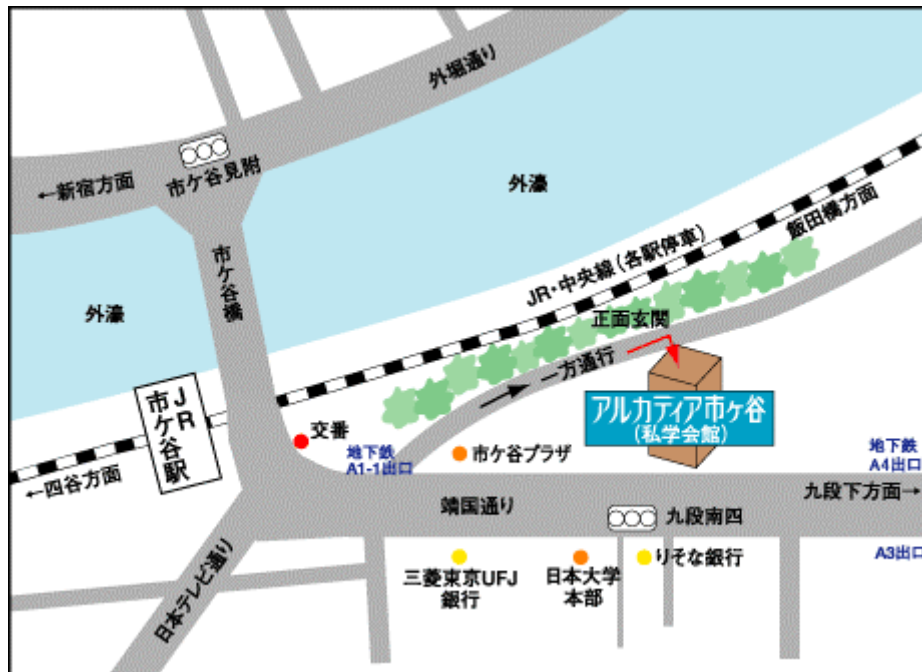 外堀通り
←新宿方面
市ケ谷見附
外濠
飯田橋方面
市ケ谷橋
JR・中央線(各駅停車)
外濠
正面玄関
一方通行
アルカディア市ヶ谷
(私学会館)
JR
市ケ谷駅
交番
地下鉄
A1-1出口
市ケ谷プラザ
地下鉄
A4出口
←四谷方面
九段下方面→
靖国通り
九段南四
A3出口
三菱東京UFJ
銀行
日本大学
本部
りそな銀行
日本テレビ通り